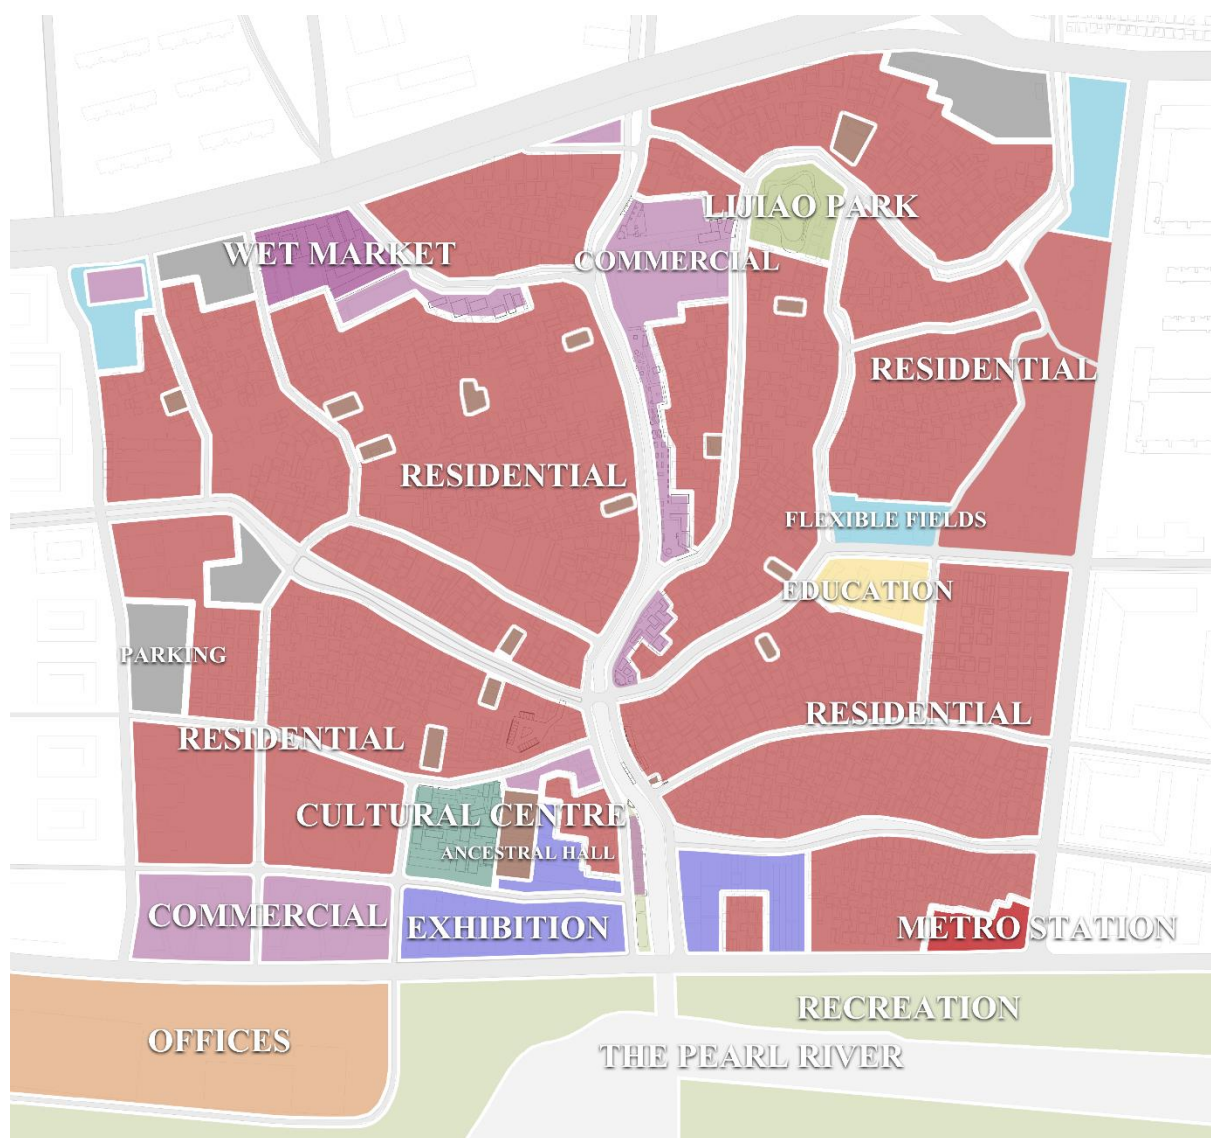 LIJIAO PARK
WET MARKET
COMMERCIAL
RESIDENTIAL
RESIDENTIAL
FLEXIBLE FIELDS
EDUCATION
PARKING
RESIDENTIAL
RESIDENTIAL
CULTURAL CENTRE
ANCESTRAL HALL
COMMERCIAL
EXHIBITION
METRO STATION
RECREATION
OFFICES
THE PEARL RIVER